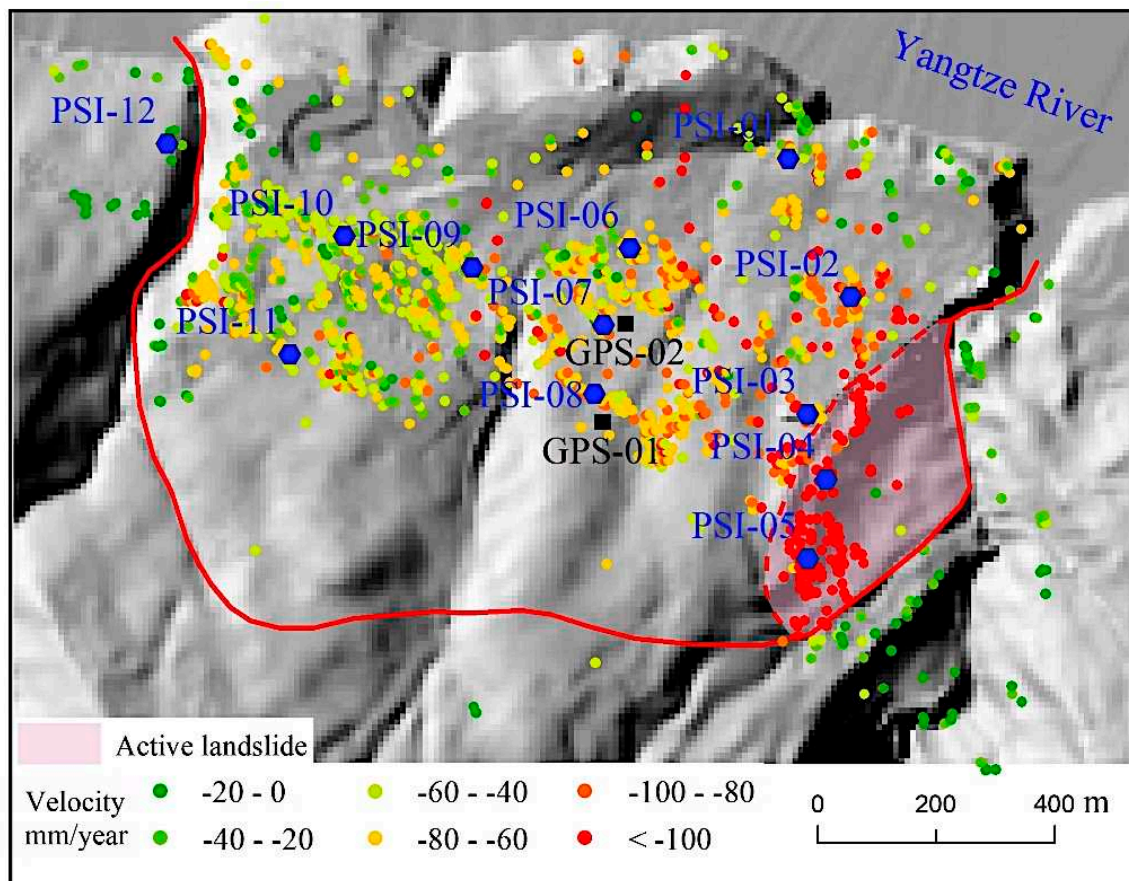 Yangtze River
PSI-12
PSI-01
PSI-10
PSI-09
PSI-06
PSI-02
PSI-07
PSI-11
GPS-02
PSI-08
PSI-03
GPS-01
PSI-04
PSI-05
Active landslide
Velocity
mm/year
-20 - 0
-60 - -40
-100 --80
-40 - -20
-80 - -60
< -100
0 200 400 m